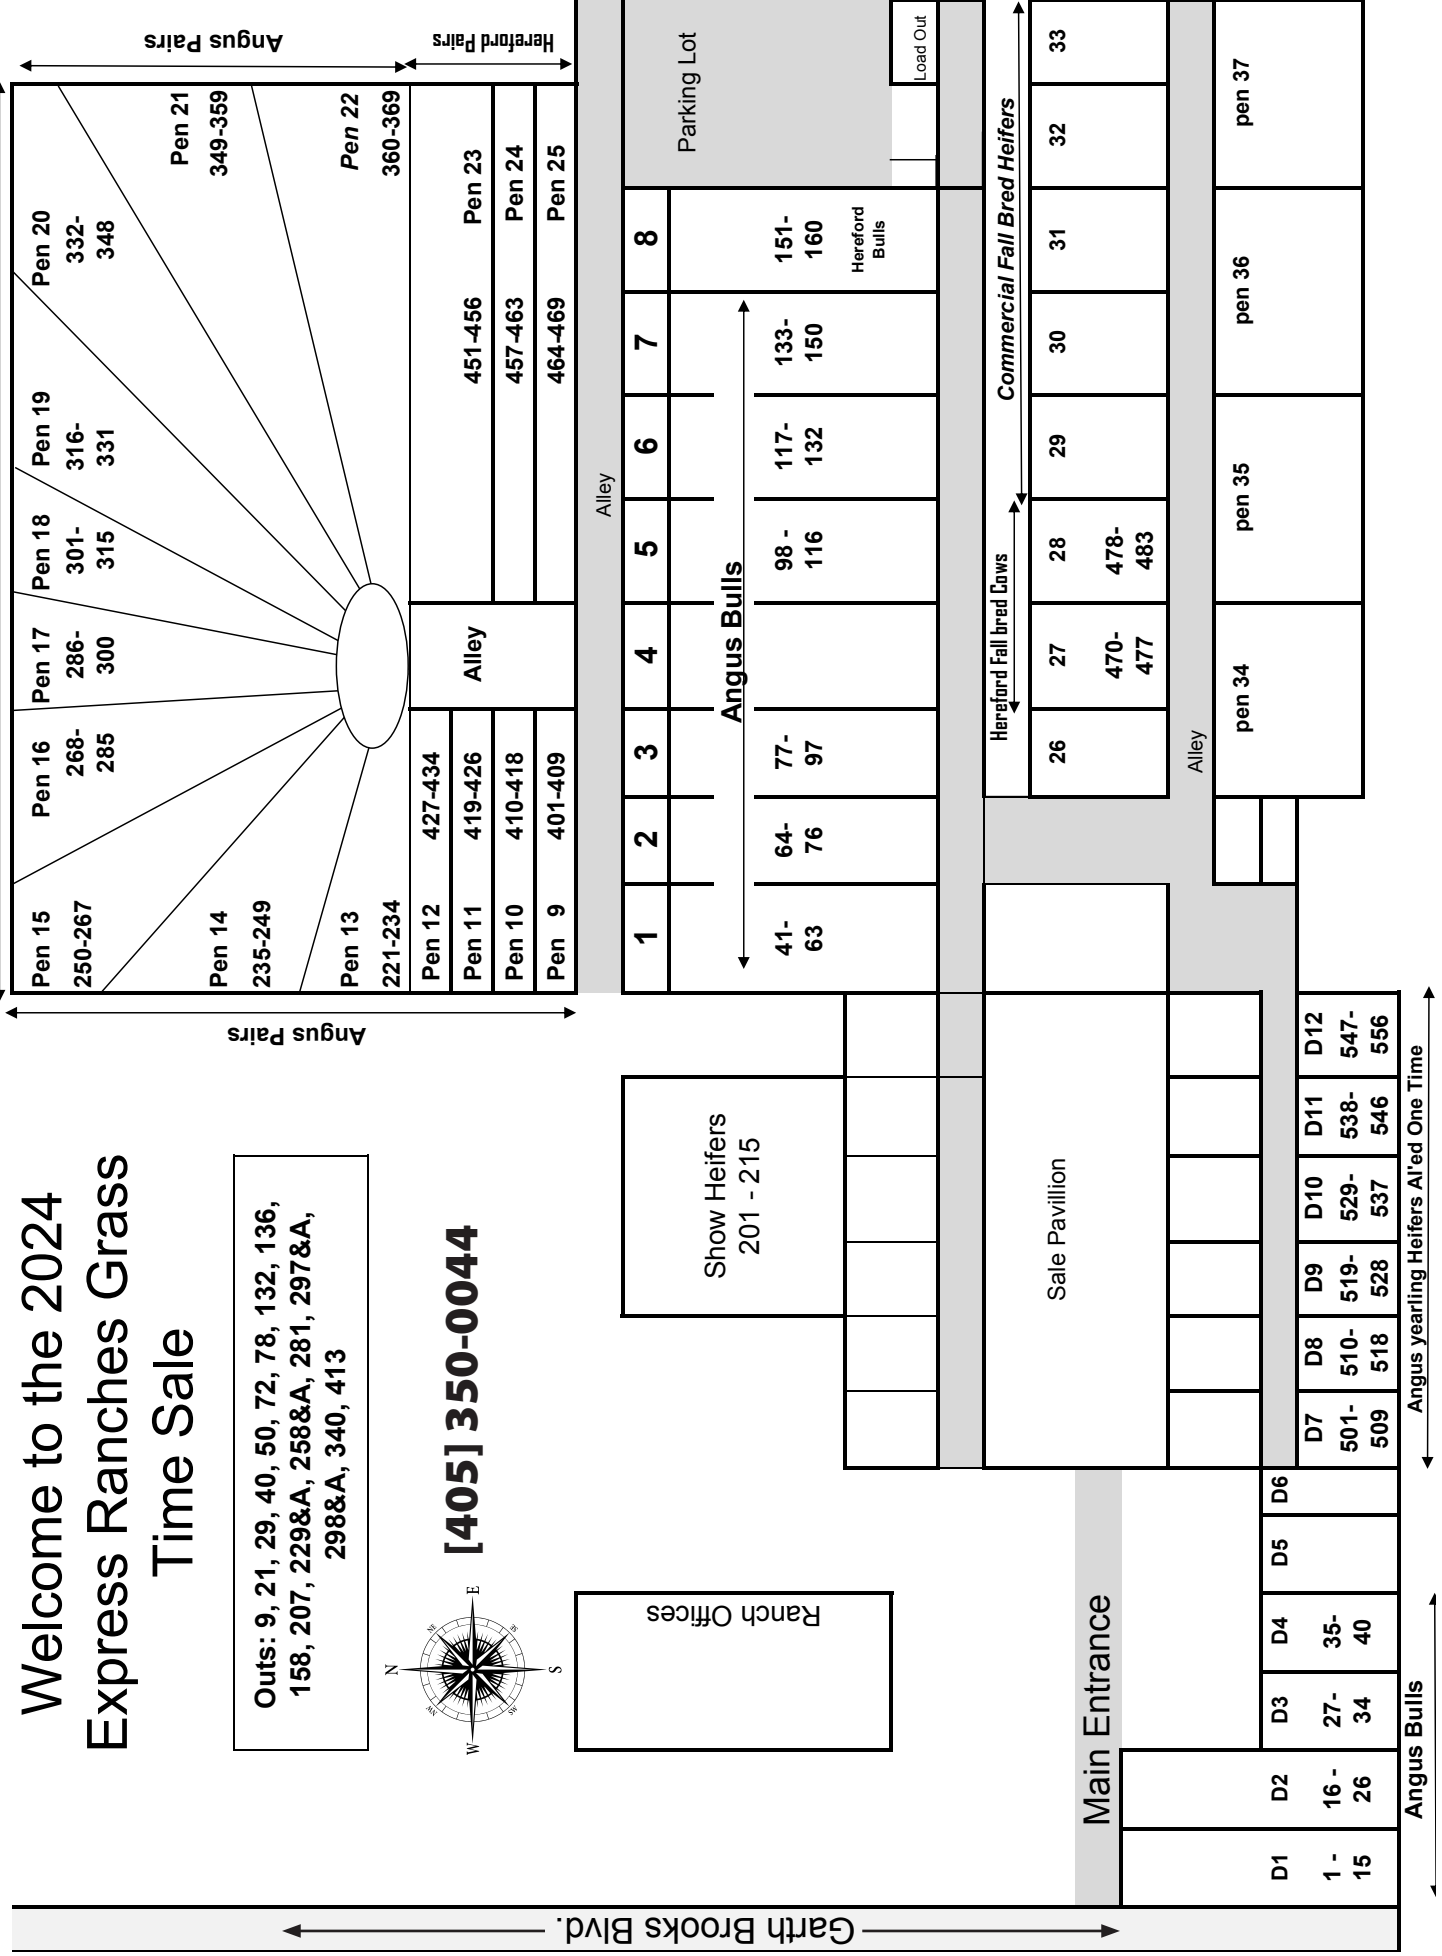 Welcome to the 2024
Express Ranches Grass
Time Sale
Outs: 9, 21, 29, 40, 50, 72, 78, 132, 136,
158, 207, 229&A, 258&A, 281, 297&A,
298&A, 340, 413
[405] 350-0044
N
NE
E
SE
S
SW
W
WN
Ranch Offices
Garth Brooks Blvd.
Main Entrance
Angus Pairs
Angus Pairs
Hereford Pairs
Pen 15
250-267
Pen 14
235-249
Pen 13
221-234
Pen 16
268-
285
Pen 17
286-
300
Pen 18
301-
315
Pen 19
316-
331
Pen 20
332-
348
Pen 21
349-359
Pen 22
360-369
Pen 12 427-434
Pen 11 419-426
Pen 10 410-418
Pen 9 401-409
Alley
451-456 Pen 23
457-463 Pen 24
464-469 Pen 25
Alley
Parking Lot
Load Out
1
41-
63
2
64-
76
3
77-
97
4
5
98 -
116
6
117-
132
7
133-
150
8
151-
160
Hereford
Bulls
Angus Bulls
Show Heifers
201 - 215
Sale Pavillion
Hereford Fall bred Cows
Commercial Fall Bred Heifers
26
27
470-
477
28
478-
483
29
30
31
32
33
Alley
pen 34
pen 35
pen 36
pen 37
D1
1 -
15
D2
16 -
26
D3
27-
34
D4
35-
40
D5
D6
D7
501-
509
D8
510-
518
D9
519-
528
D10
529-
537
D11
538-
546
D12
547-
556
Angus Bulls
Angus yearling Heifers AI'ed One Time